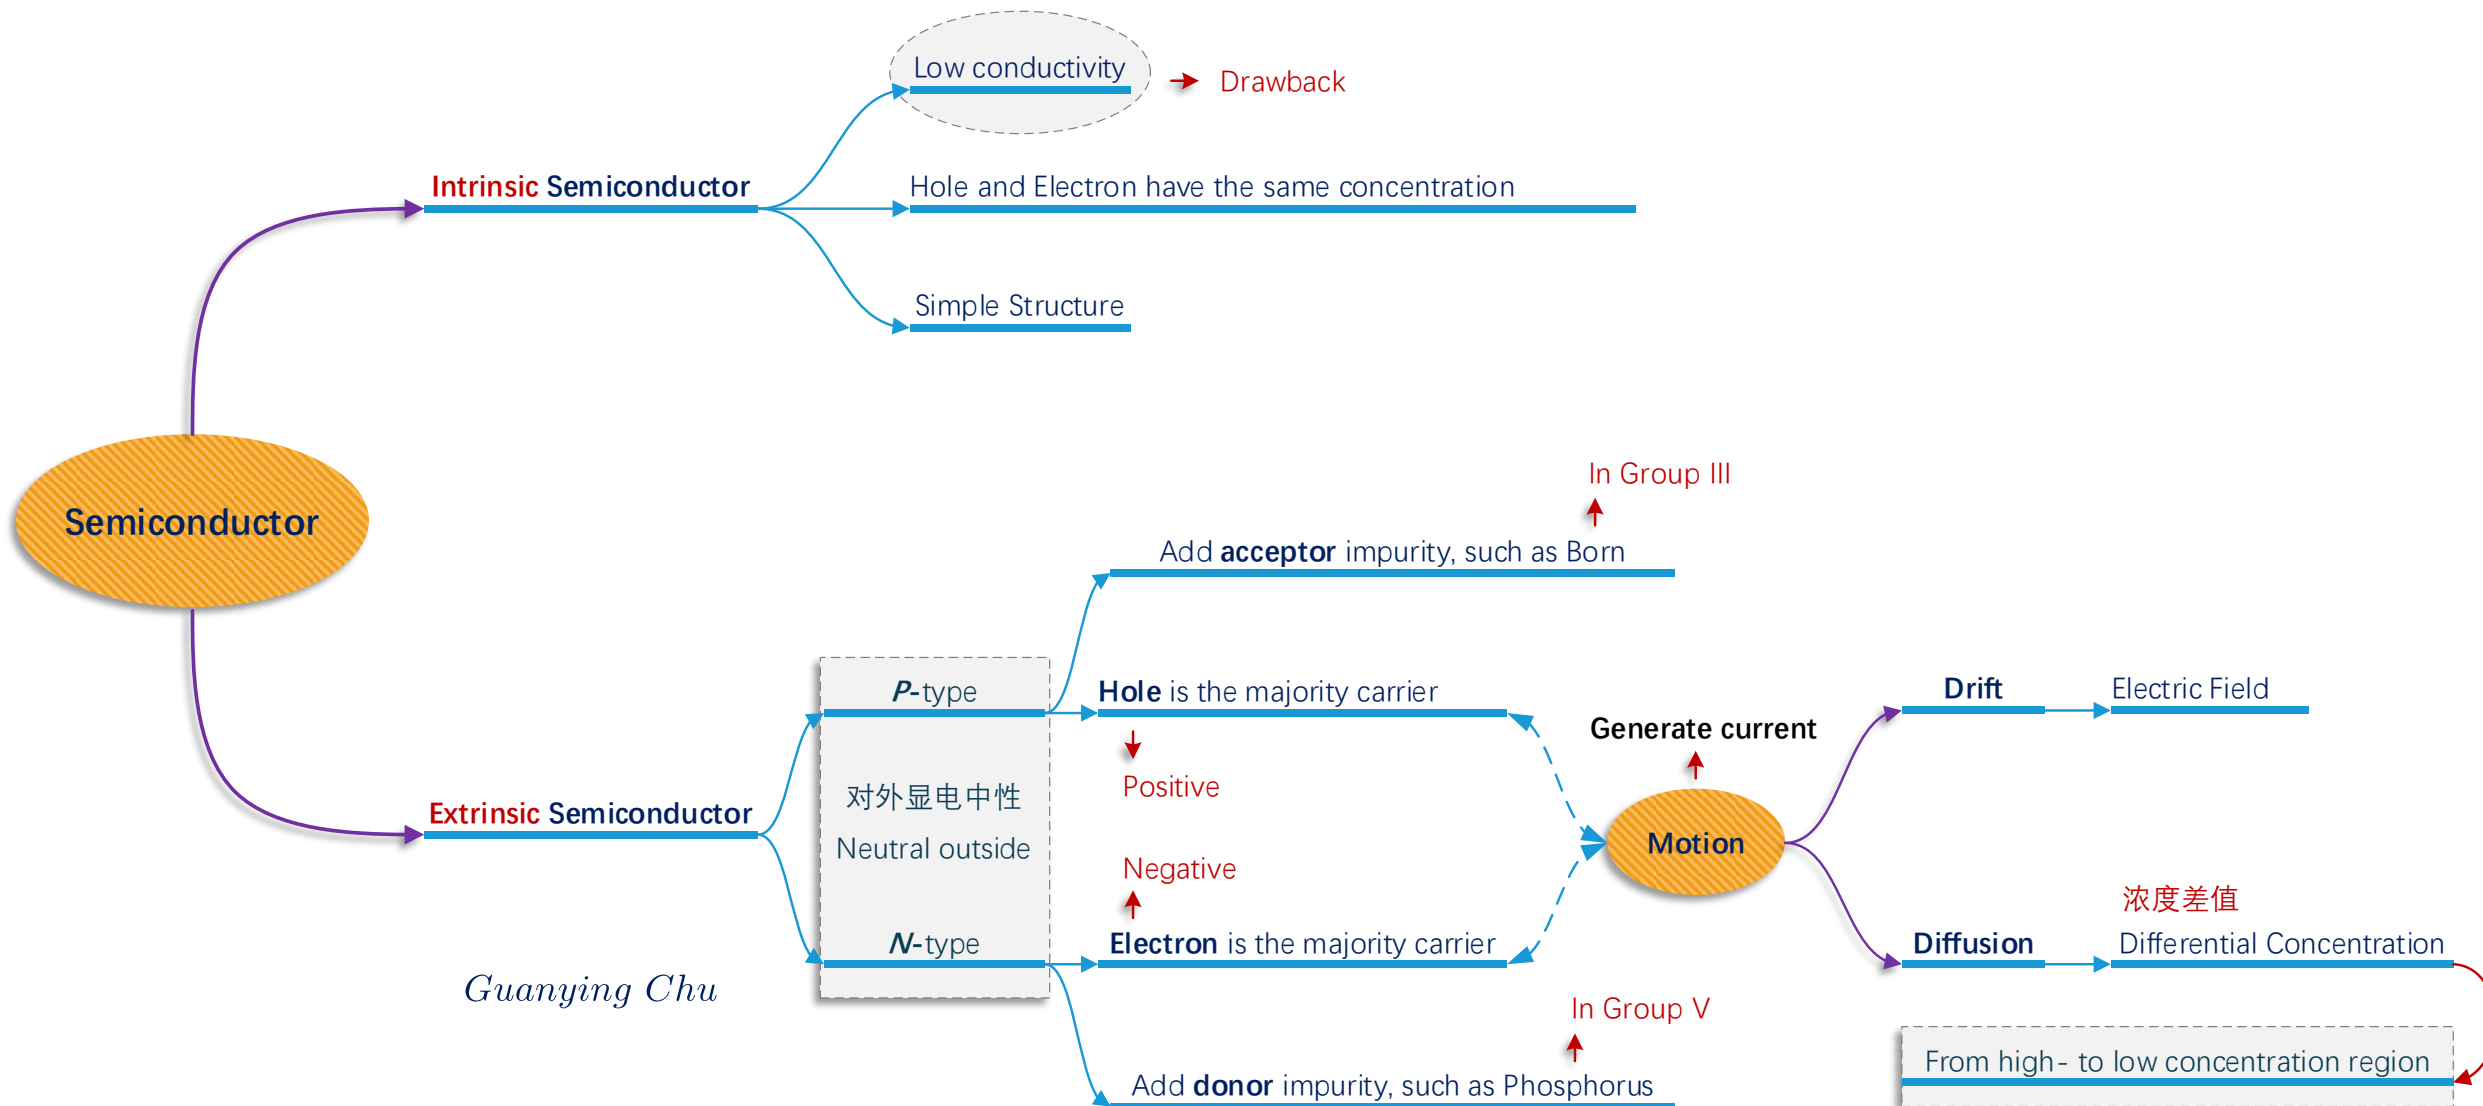 Low conductivity
Drawback
Intrinsic Semiconductor
Hole and Electron have the same concentration
Simple Structure
Semiconductor
In Group III
Add acceptor impurity, such as Born
P-type
Hole is the majority carrier
Drift
Electric Field
Generate current
Positive
对外显电中性
Extrinsic Semiconductor
Neutral outside
Motion
Negative
浓度差值
N-type
Electron is the majority carrier
Diffusion
Differential Concentration
Guanying Chu
In Group V
From high- to low concentration region
Add donor impurity, such as Phosphorus